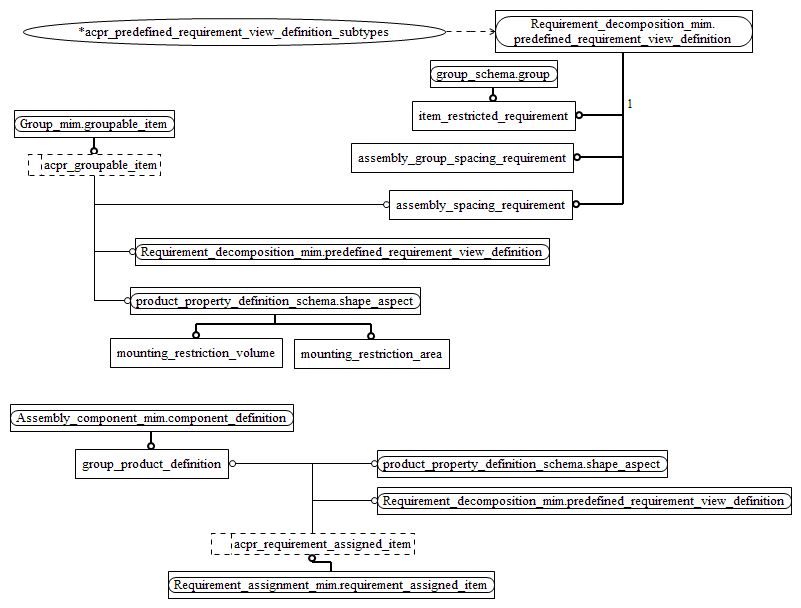 *acpr_predefined_requirement_view_definition_subtypes
Requirement_decomposition_mim.
predefined_requirement_view_definition
group_schema.group
1
item_restricted_requirement
Group_mim.groupable_item
acpr_groupable_item
assembly_group_spacing_requirement
assembly_spacing_requirement
Requirement_decomposition_mim.predefined_requirement_view_definition
product_property_definition_schema.shape_aspect
mounting_restriction_volume
mounting_restriction_area
Assembly_component_mim.component_definition
group_product_definition
product_property_definition_schema.shape_aspect
Requirement_decomposition_mim.predefined_requirement_view_definition
acpr_requirement_assigned_item
Requirement_assignment_mim.requirement_assigned_item